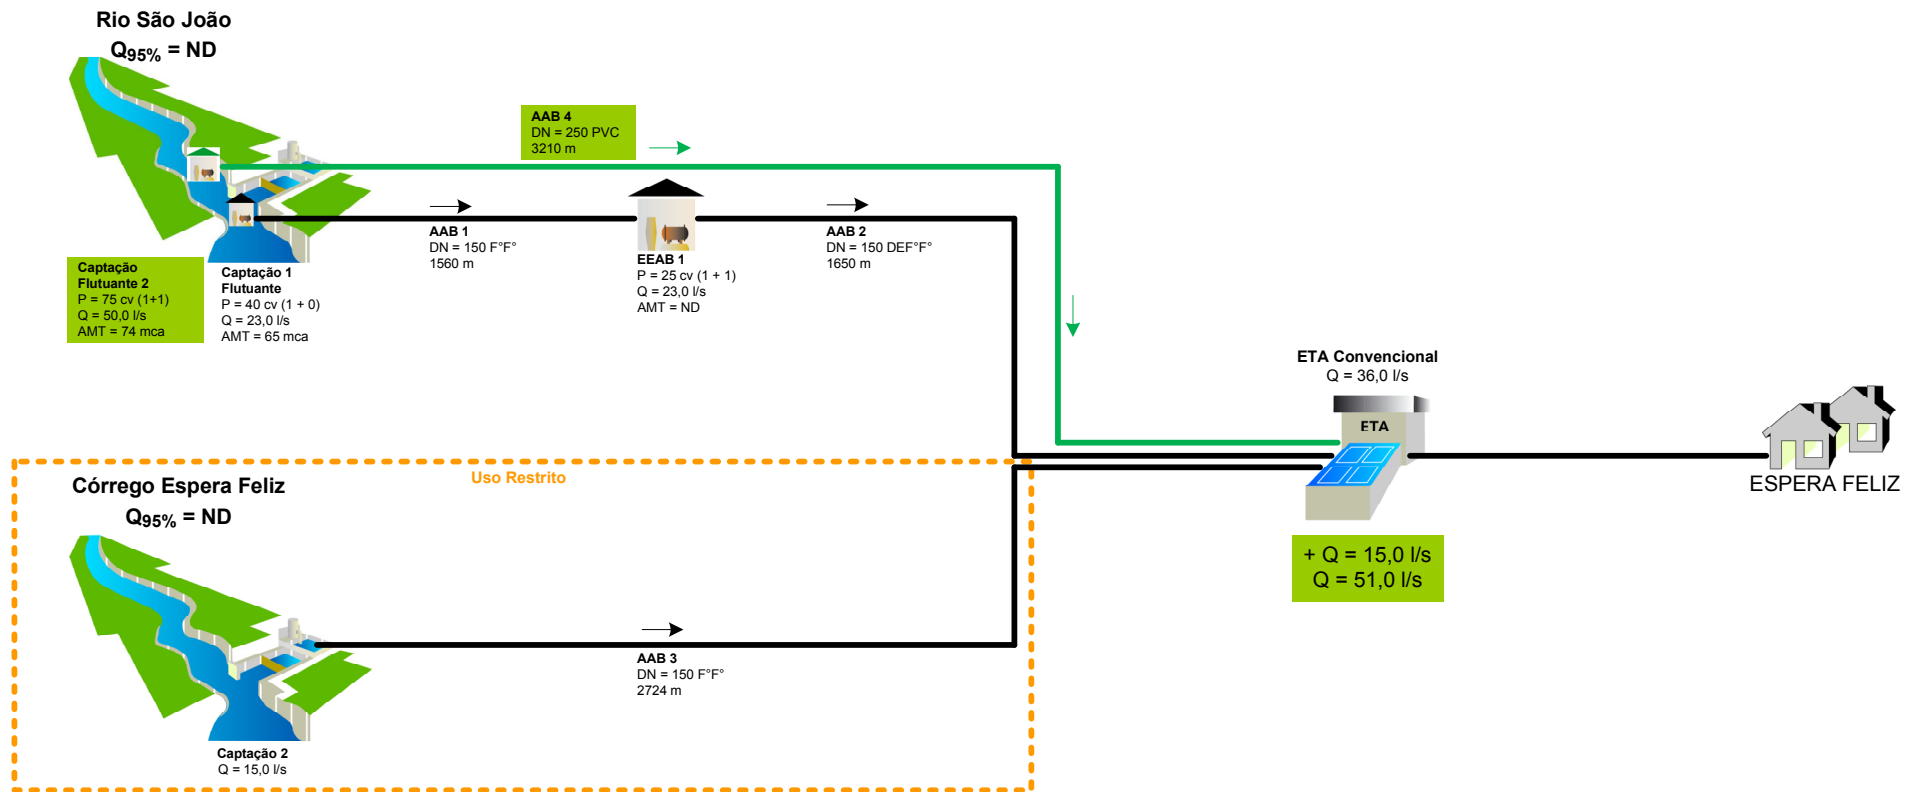 Rio São João
Q95% = ND
AAB 4
DN = 250 PVC
3210 m
AAB 1
DN = 150 F°F°
1560 m
EEAB 1
P = 25 cv (1 + 1)
Q = 23,0 l/s
AMT = ND
AAB 2
DN = 150 DEF°F°
1650 m
Captação
Flutuante 2
P = 75 cv (1+1)
Q = 50,0 l/s
AMT = 74 mca
Captação 1
Flutuante
P = 40 cv (1 + 0)
Q = 23,0 l/s
AMT = 65 mca
ETA Convencional
Q = 36,0 l/s
ETA
ESPERA FELIZ
+ Q = 15,0 l/s
Q = 51,0 l/s
Uso Restrito
Córrego Espera Feliz
Q95% = ND
AAB 3
DN = 150 F°F°
2724 m
Captação 2
Q = 15,0 l/s